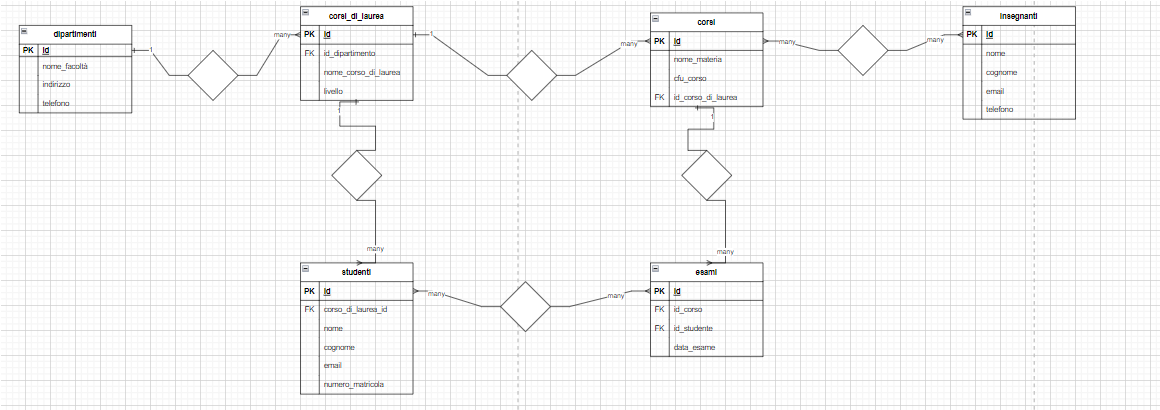 dipartimenti
PK id
nome_facoltà
indirizzo
telefono
1
many
corsi_di_laurea
PK id
FK id_dipartimento
nome_corso_di_laurea
livello
1
many
corsi
PK id
nome_materia
cfu_corso
FK id_corso_di_laurea
many
many
insegnanti
PK id
nome
cognome
email
telefono
1
many
1
many
studenti
PK id
FK corso_di_laurea_id
nome
cognome
email
numero_matricola
many
many
esami
PK id
FK id_corso
FK id_studente
data_esame